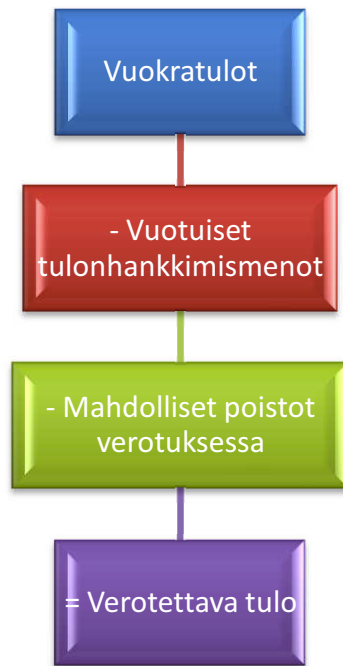 Vuokratulot
- Vuotuiset
tulonhankkimismenot
- Mahdolliset poistot
verotuksessa
= Verotettava tulo